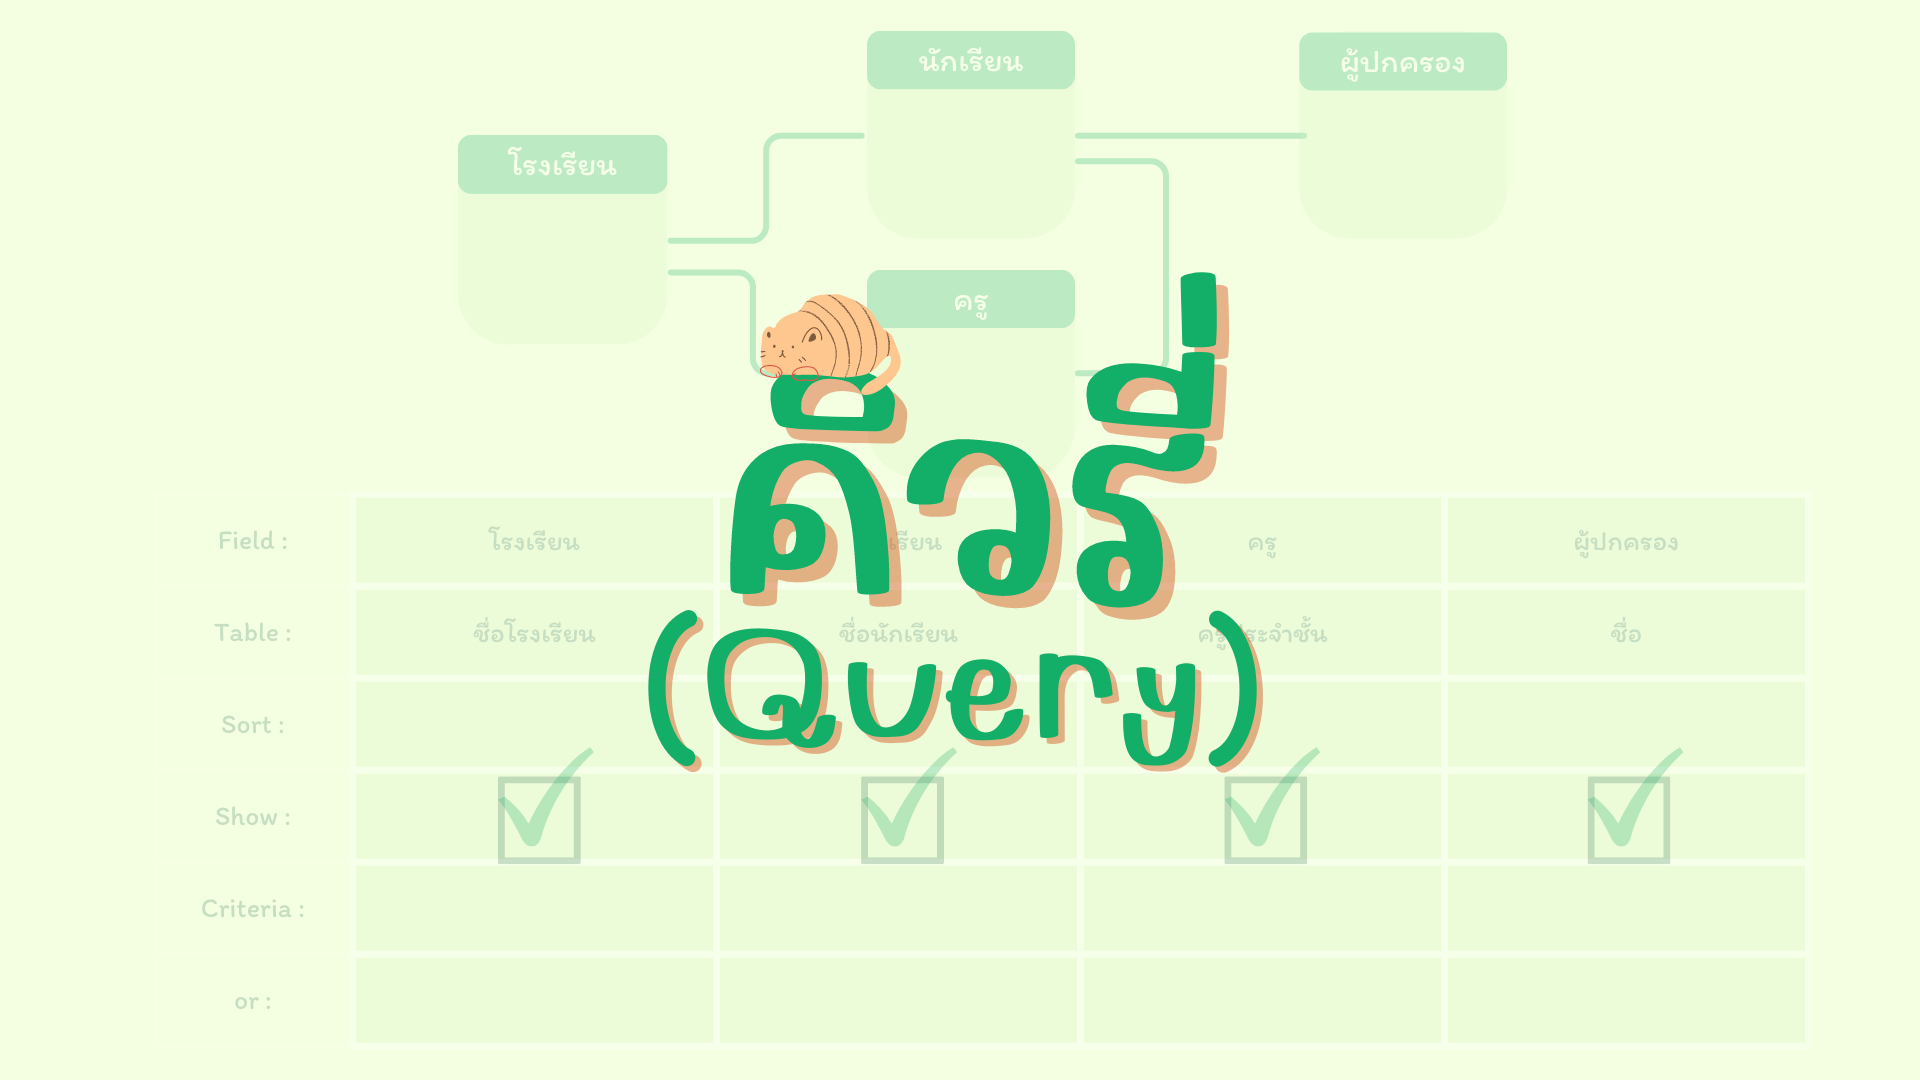 นักเรียน
ผู้ปกครอง
โรงเรียน
ครู
คิวรี่
(Query)
Field : โรงเรียน เรียน ครู ผู้ปกครอง
Table : ชื่อโรงเรียน ชื่อนักเรียน ครูประจำชั้น ชื่อ
Sort :
Show :
Criteria :
or :